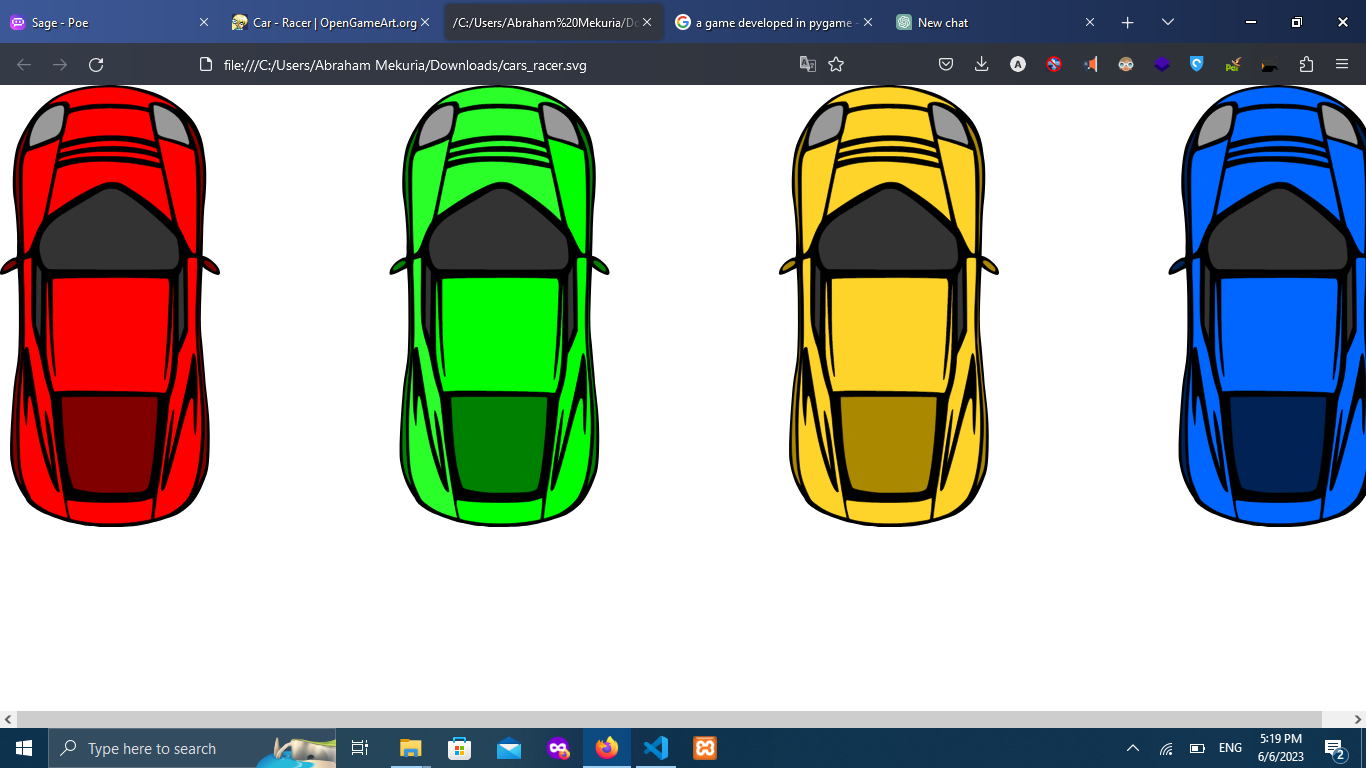 Sage - Poe
Car - Racer | OpenGameArt.org
/C:/Users/Abraham%20Mekuria/Do
a game developed in pygame -
New chat
file:///C:/Users/Abraham Mekuria/Downloads/cars_racer.svg
A
Type here to search
ENG
5:19 PM
6/6/2023
2